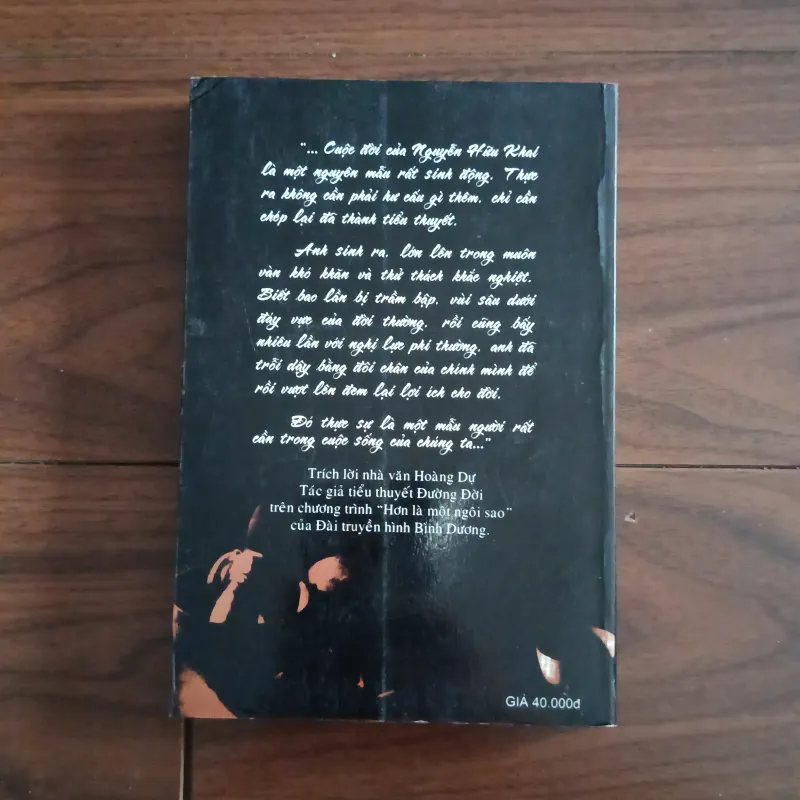 "... Cuộc đời của Nguyễn Hữu Khai
là một nguyên mẫu rất sinh động. Thực
ra không cần phải hư cấu gì thêm, chỉ cần
chép lại đã thành tiểu thuyết.
Anh sinh ra, lớn lên trong muôn
vàn khó khăn và thử thách khắc nghiệt.
Biết bao lần bị trầm bập, vùi sâu dưới
đáy vực của đời thường, rồi cũng bấy
nhiêu lần với nghị lực phi thường, anh đã
trỗi dậy bằng đôi chân của chính mình để
rồi vượt lên đem lại lợi ích cho đời.
Đó thực sự là một mẫu người rất
cần trong cuộc sống của chúng ta..."
Trích lời nhà văn Hoàng Dự
Tác giả tiểu thuyết Đường Đời
trên chương trình "Hơn là một ngôi sao"
của Đài truyền hình Bình Dương.
GIÁ 40.000đ